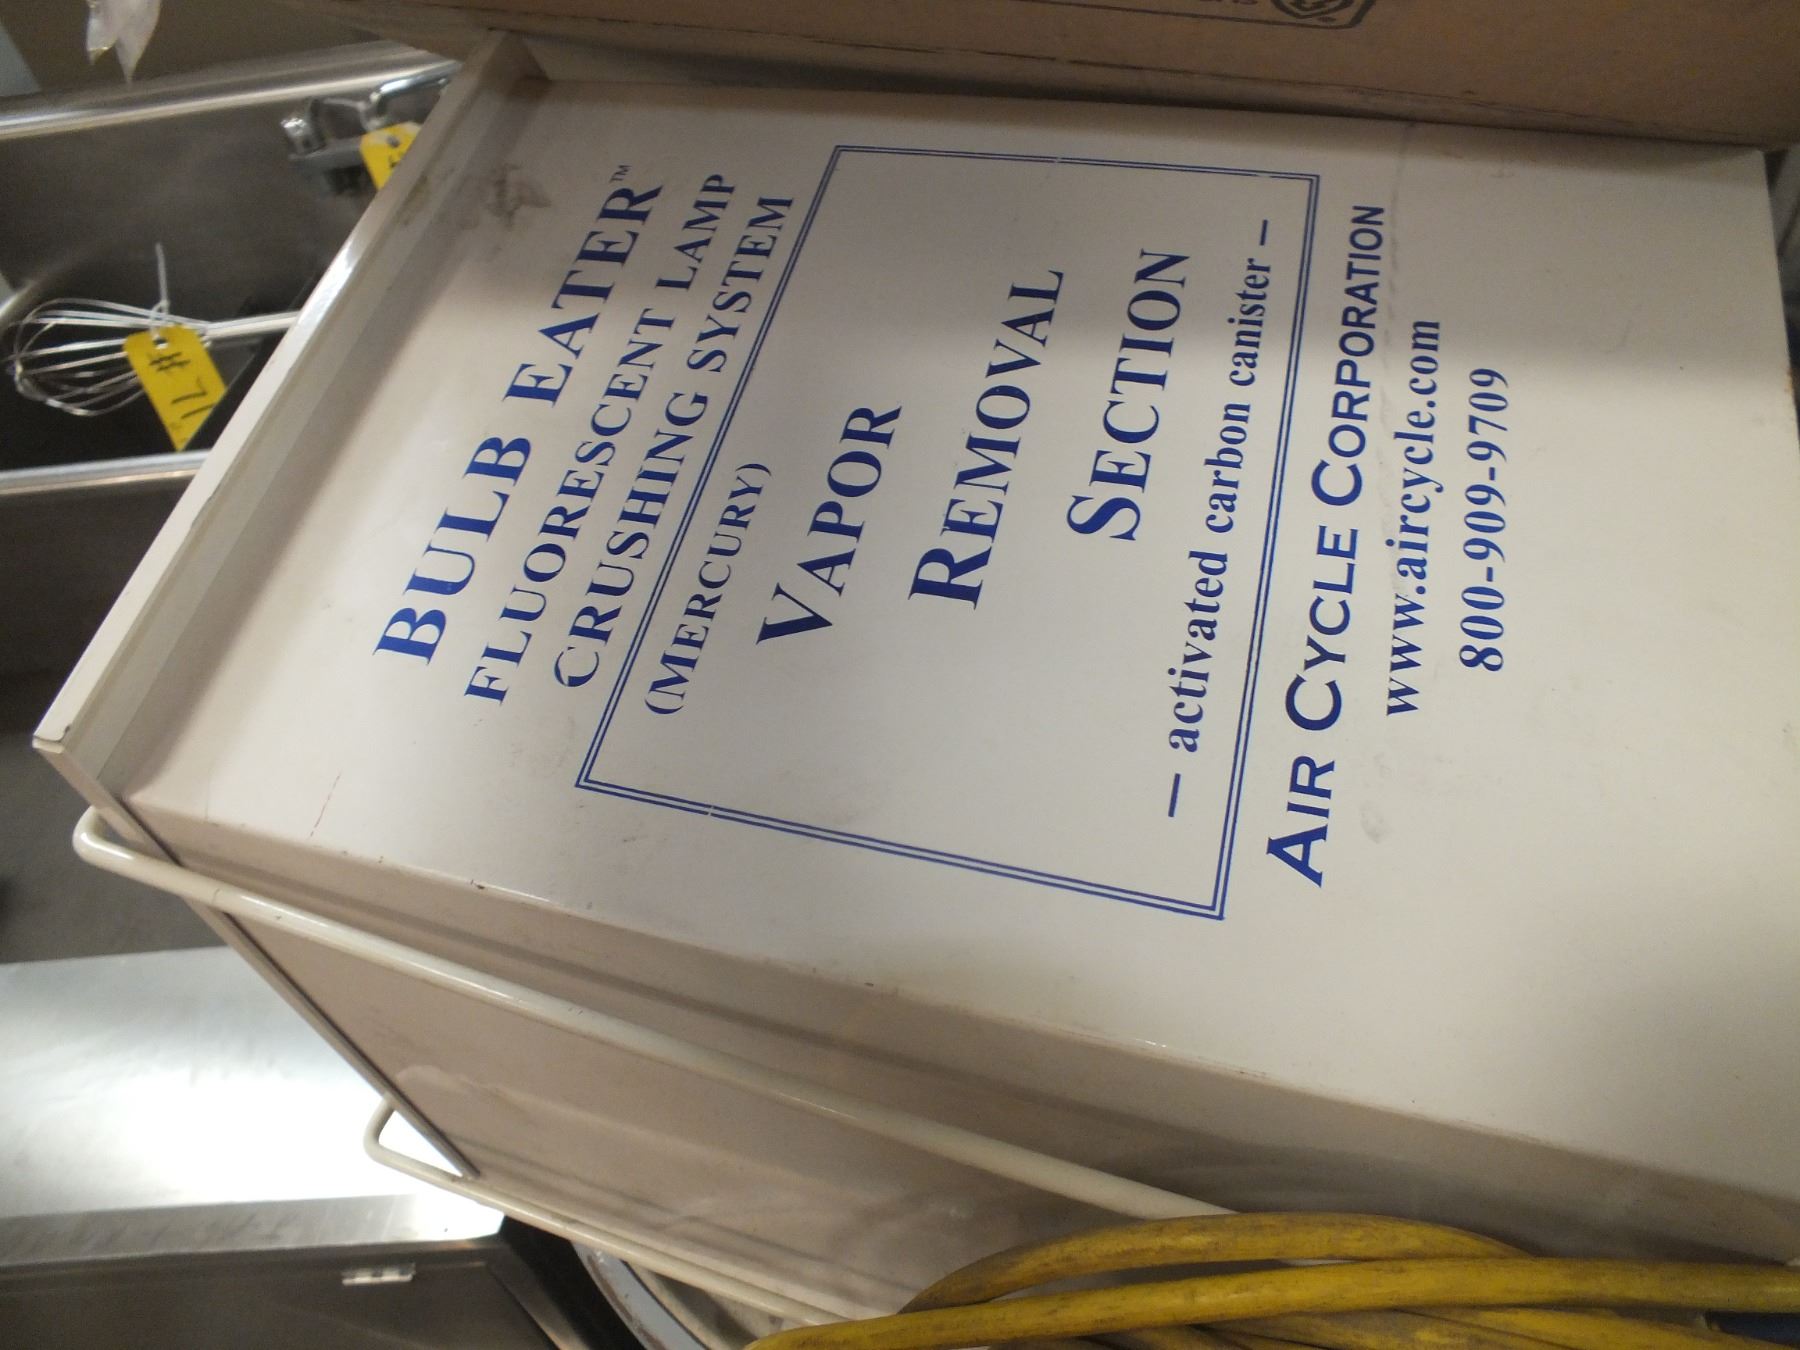 BULB EATER™
FLUORESCENT LAMP
CRUSHING SYSTEM
(MERCURY)
VAPOR
REMOVAL
SECTION
— activated carbon canister —
AIR CYCLE CORPORATION
www.aircycle.com
800-909-9709